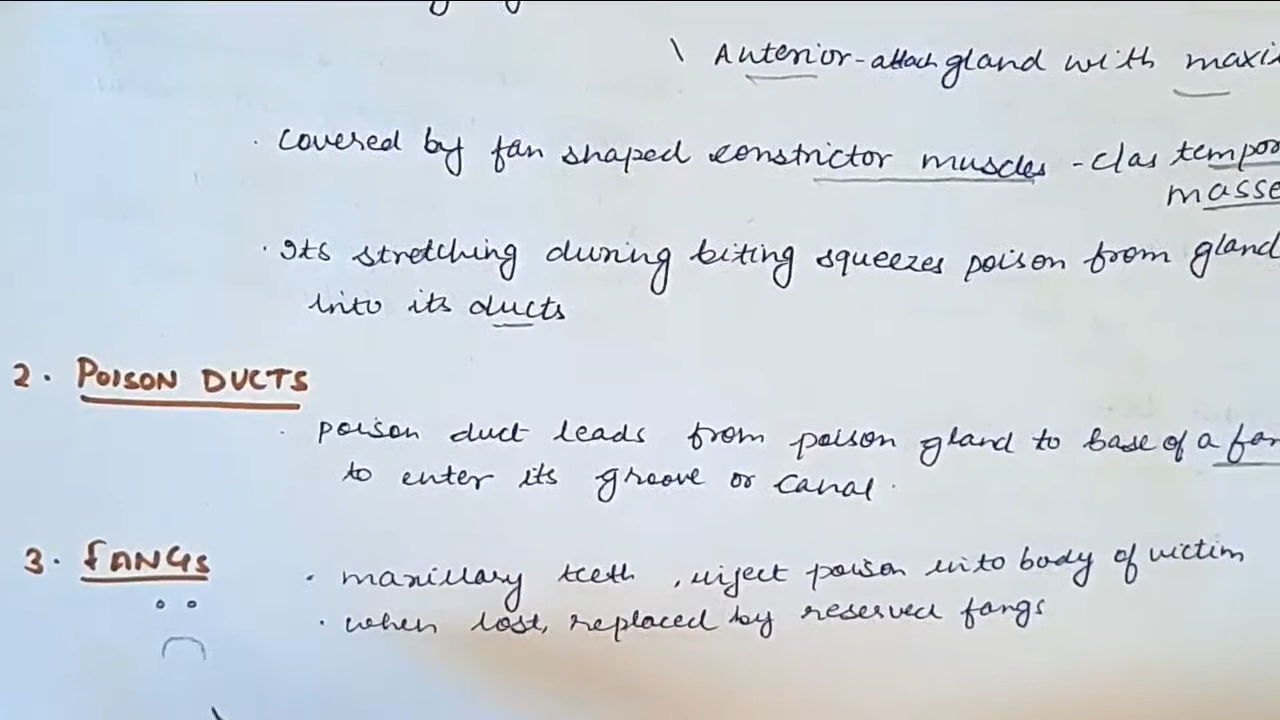 \ Anterior-attach gland with maxi
· covered by fan shaped constrictor muscles - clas tempor
masse
· Its stretching during biting squeezes poison from gland
into its ducts
2. POISON DUCTS
· poison duct leads from poison gland to base of a fan
to enter its groove or canal.
3. FANGS
· maxillary teeth, inject poison into body of victim
· when lost, replaced by reserved fangs